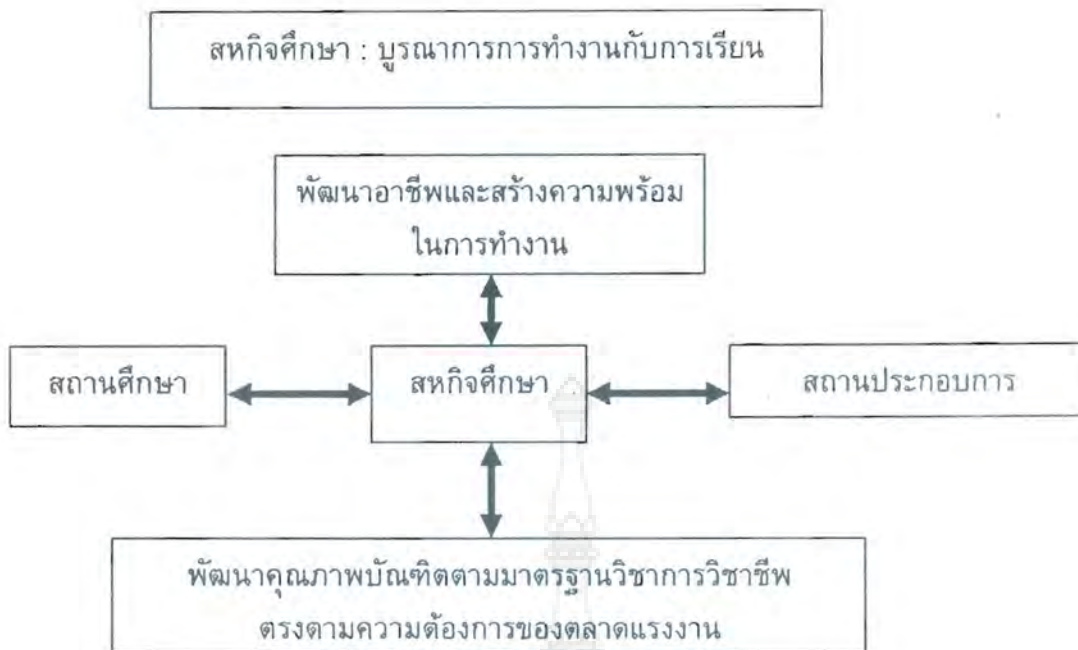 สหกิจศึกษา : บูรณาการการทำงานกับการเรียน
พัฒนาอาชีพและสร้างความพร้อม
ในการทำงาน
สถานศึกษา
สหกิจศึกษา
สถานประกอบการ
พัฒนาคุณภาพบัณฑิตตามมาตรฐานวิชาการวิชาชีพ
ตรงตามความต้องการของตลาดแรงงาน